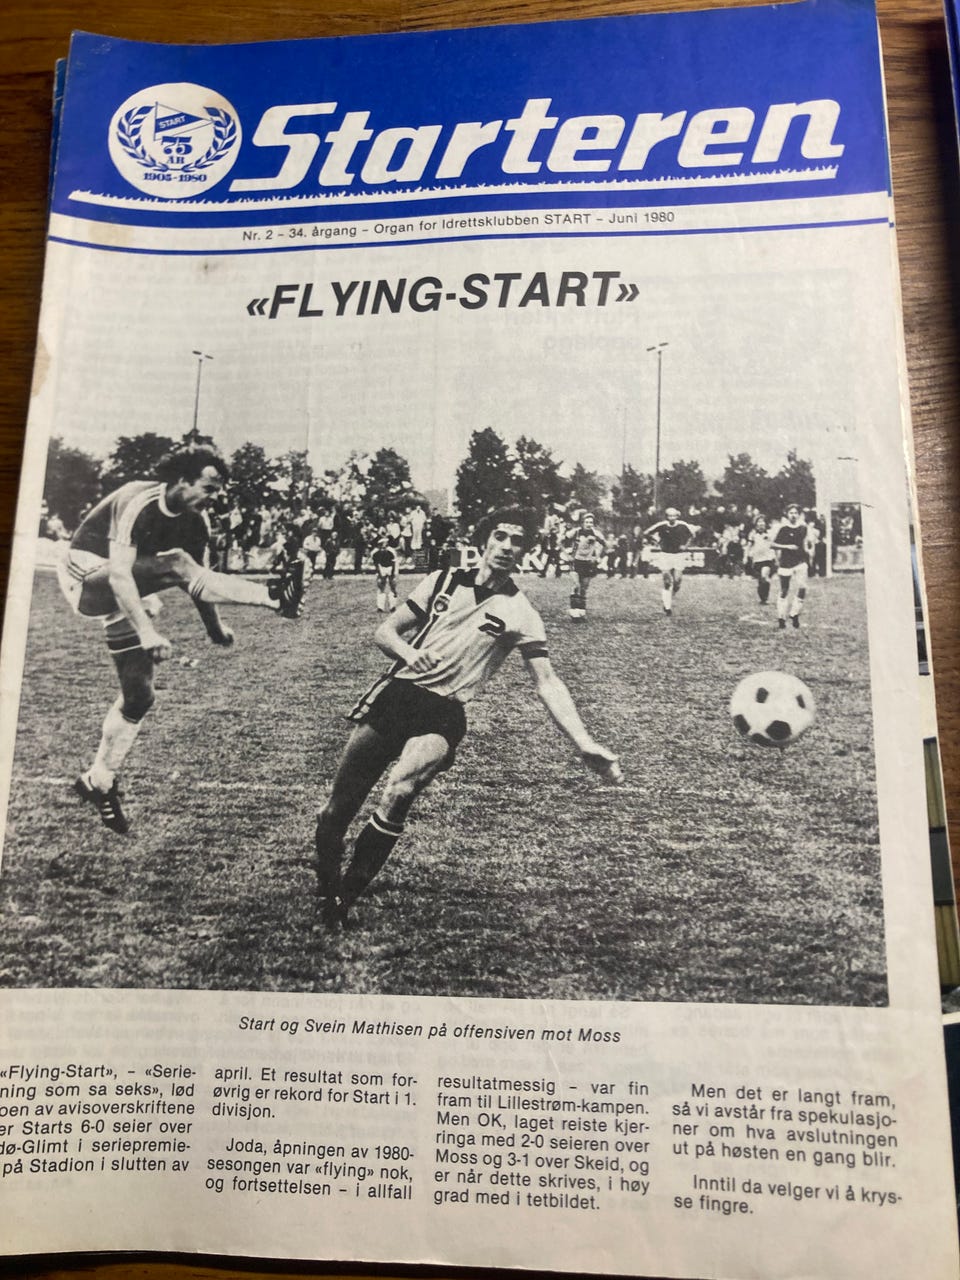 START
75
ÅR
1905-1980
Starteren
Nr. 2 – 34. årgang – Organ for Idrettsklubben START – Juni 1980
«FLYING-START»
Start og Svein Mathisen på offensiven mot Moss
«Flying-Start», – «Serie-
ning som sa seks», lød
en av avisoverskriftene
er Starts 6-0 seier over
dø-Glimt i seriepremie-
på Stadion i slutten av
april. Et resultat som for-
øvrig er rekord for Start i 1.
divisjon.
Joda, åpningen av 1980-
sesongen var «flying» nok,
og fortsettelsen – i allfall
resultatmessig – var fin
fram til Lillestrøm-kampen.
Men OK, laget reiste kjer-
ringa med 2-0 seieren over
Moss og 3-1 over Skeid, og
er når dette skrives, i høy
grad med i tetbildet.
Men det er langt fram,
så vi avstår fra spekulasjo-
ner om hva avslutningen
ut på høsten en gang blir.
Inntil da velger vi å krys-
se fingre.